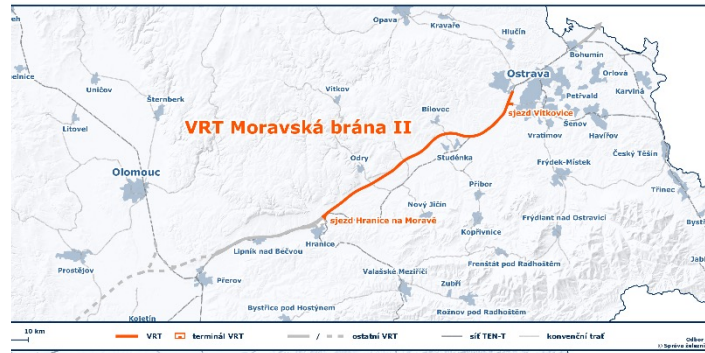 Opava
Kravaře
Hlučín
Bohumín
Orlová
Karviná
Ostrava
Petřvald
Uničov
Šternberk
Vítkov
Bílovec
sjezd Vítkovice
Šenov
Havířov
Litovel
VRT Moravská brána II
Vratimov
Český Těšín
Studénka
Olomouc
Odry
Frýdek-Místek
Třinec
Příbor
Nový Jičín
sjezd Hranice na Moravě
Kopřivnice
Frýdlant nad Ostravicí
Hranice
Lipník nad Bečvou
Prostějov
Přerov
Frenštát pod Radhoštěm
Valašské Meziříčí
Zubří
Bystřice pod Hostýnem
Rožnov pod Radhoštěm
Kojetín
10 km
VRT
terminál VRT
/
ostatní VRT
síť TEN-T
konvenční trať
Odbor
© Správa železni